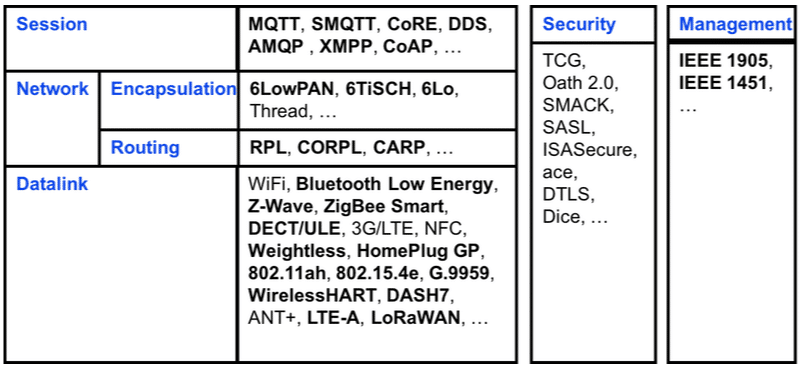 Session
MQTT, SMQTT, CoRE, DDS,
AMQP , XMPP, CoAP, …
Network
Encapsulation
6LowPAN, 6TiSCH, 6Lo,
Thread, …
Routing
RPL, CORPL, CARP, …
Datalink
WiFi, Bluetooth Low Energy,
Z-Wave, ZigBee Smart,
DECT/ULE, 3G/LTE, NFC,
Weightless, HomePlug GP,
802.11ah, 802.15.4e, G.9959,
WirelessHART, DASH7,
ANT+, LTE-A, LoRaWAN, …
Security
TCG,
Oath 2.0,
SMACK,
SASL,
ISASecure,
ace,
DTLS,
Dice, …
Management
IEEE 1905,
IEEE 1451,
…